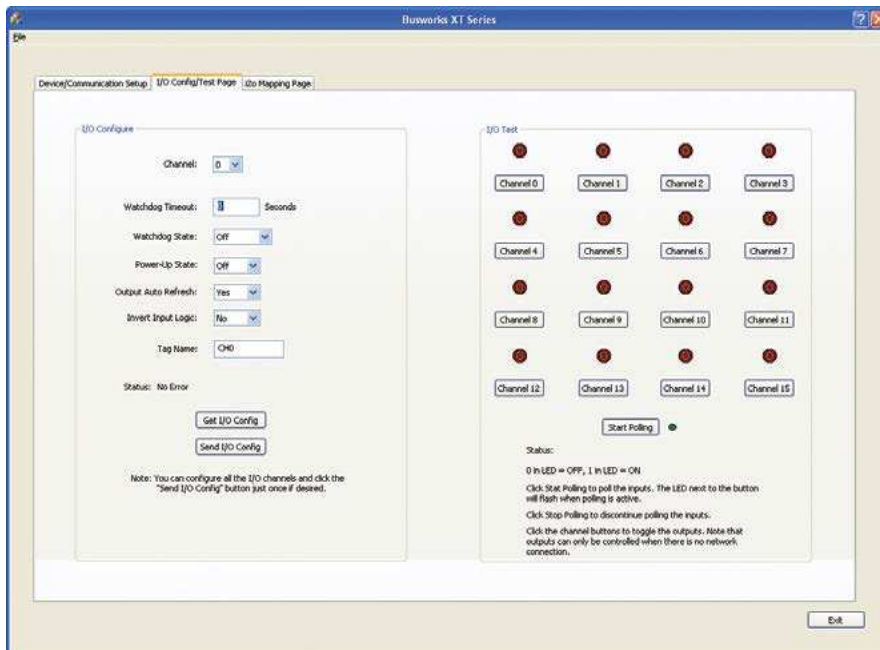 Busworks XT Series
File
Device/Communication Setup
I/O Config/Test Page
i2o Mapping Page
I/O Configure
Channel: 0
Watchdog Timeout: Seconds
Watchdog State: Off
Power-Up State: Off
Output Auto Refresh: Yes
Invert Input Logic: No
Tag Name: CH0
Status: No Error
Get I/O Config
Send I/O Config
Note: You can configure all the I/O channels and click the
"Send I/O Config" button just once if desired.
I/O Test
Channel 0 Channel 1 Channel 2 Channel 3
Channel 4 Channel 5 Channel 6 Channel 7
Channel 8 Channel 9 Channel 10 Channel 11
Channel 12 Channel 13 Channel 14 Channel 15
Start Polling
Status:
0 in LED = OFF, 1 in LED = ON
Click Stat Polling to poll the inputs. The LED next to the button
will flash when polling is active.
Click Stop Polling to discontinue polling the inputs.
Click the channel buttons to toggle the outputs. Note that
outputs can only be controlled when there is no network
connection.
Exit